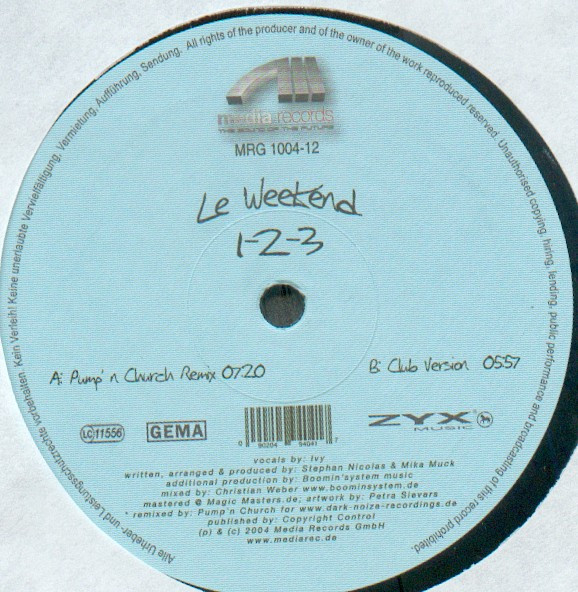 Alle Urheber- und Leistungsschutzrechte vorbehalten. Kein Verleih! Keine unerlaubte Vervielfältigung, Vermietung, Aufführung, Sendung. All rights of the producer and of the owner of the work reproduced reserved. Unauthorised copying, hiring, lending, public performance and broadcasting of this record prohibited.
media records
THE SOUND OF THE FUTURE
MRG 1004-12
Le Weekend
1-2-3
A: Pump'n Church Remix 07:20
B: Club Version 05:57
LC 11556
GEMA
0 90204 94041 7
ZYX
MUSIC
vocals by: Ivy
written, arranged & produced by: Stephan Nicolas & Mika Muck
additional production by: Boomin'system music
mixed by: Christian Weber www.boominsystem.de
mastered @ Magic Masters.de; artwork by: Petra Sievers
* remixed by: Pump'n Church for www.dark-noize-recordings.de
published by: Copyright Control
(p) & (c) 2004 Media Records GmbH
www.mediarec.de